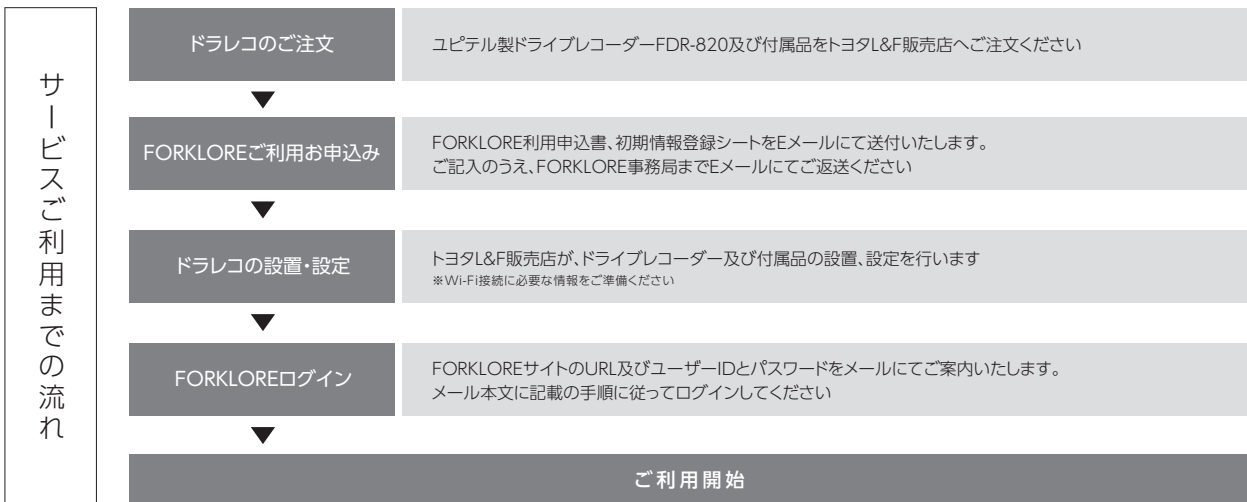 サービスご利用までの流れ
ドラレコのご注文
ユピテル製ドライブレコーダーFDR-820及び付属品をトヨタL&F販売店へご注文ください
FORKLOREご利用お申込み
FORKLORE利用申込書、初期情報登録シートをEメールにて送付いたします。
ご記入のうえ、FORKLORE事務局までEメールにてご返送ください
ドラレコの設置・設定
トヨタL&F販売店が、ドライブレコーダー及び付属品の設置、設定を行います
※Wi-Fi接続に必要な情報をご準備ください
FORKLOREログイン
FORKLOREサイトのURL及びユーザーIDとパスワードをメールにてご案内いたします。
メール本文に記載の手順に従ってログインしてください
ご利用開始